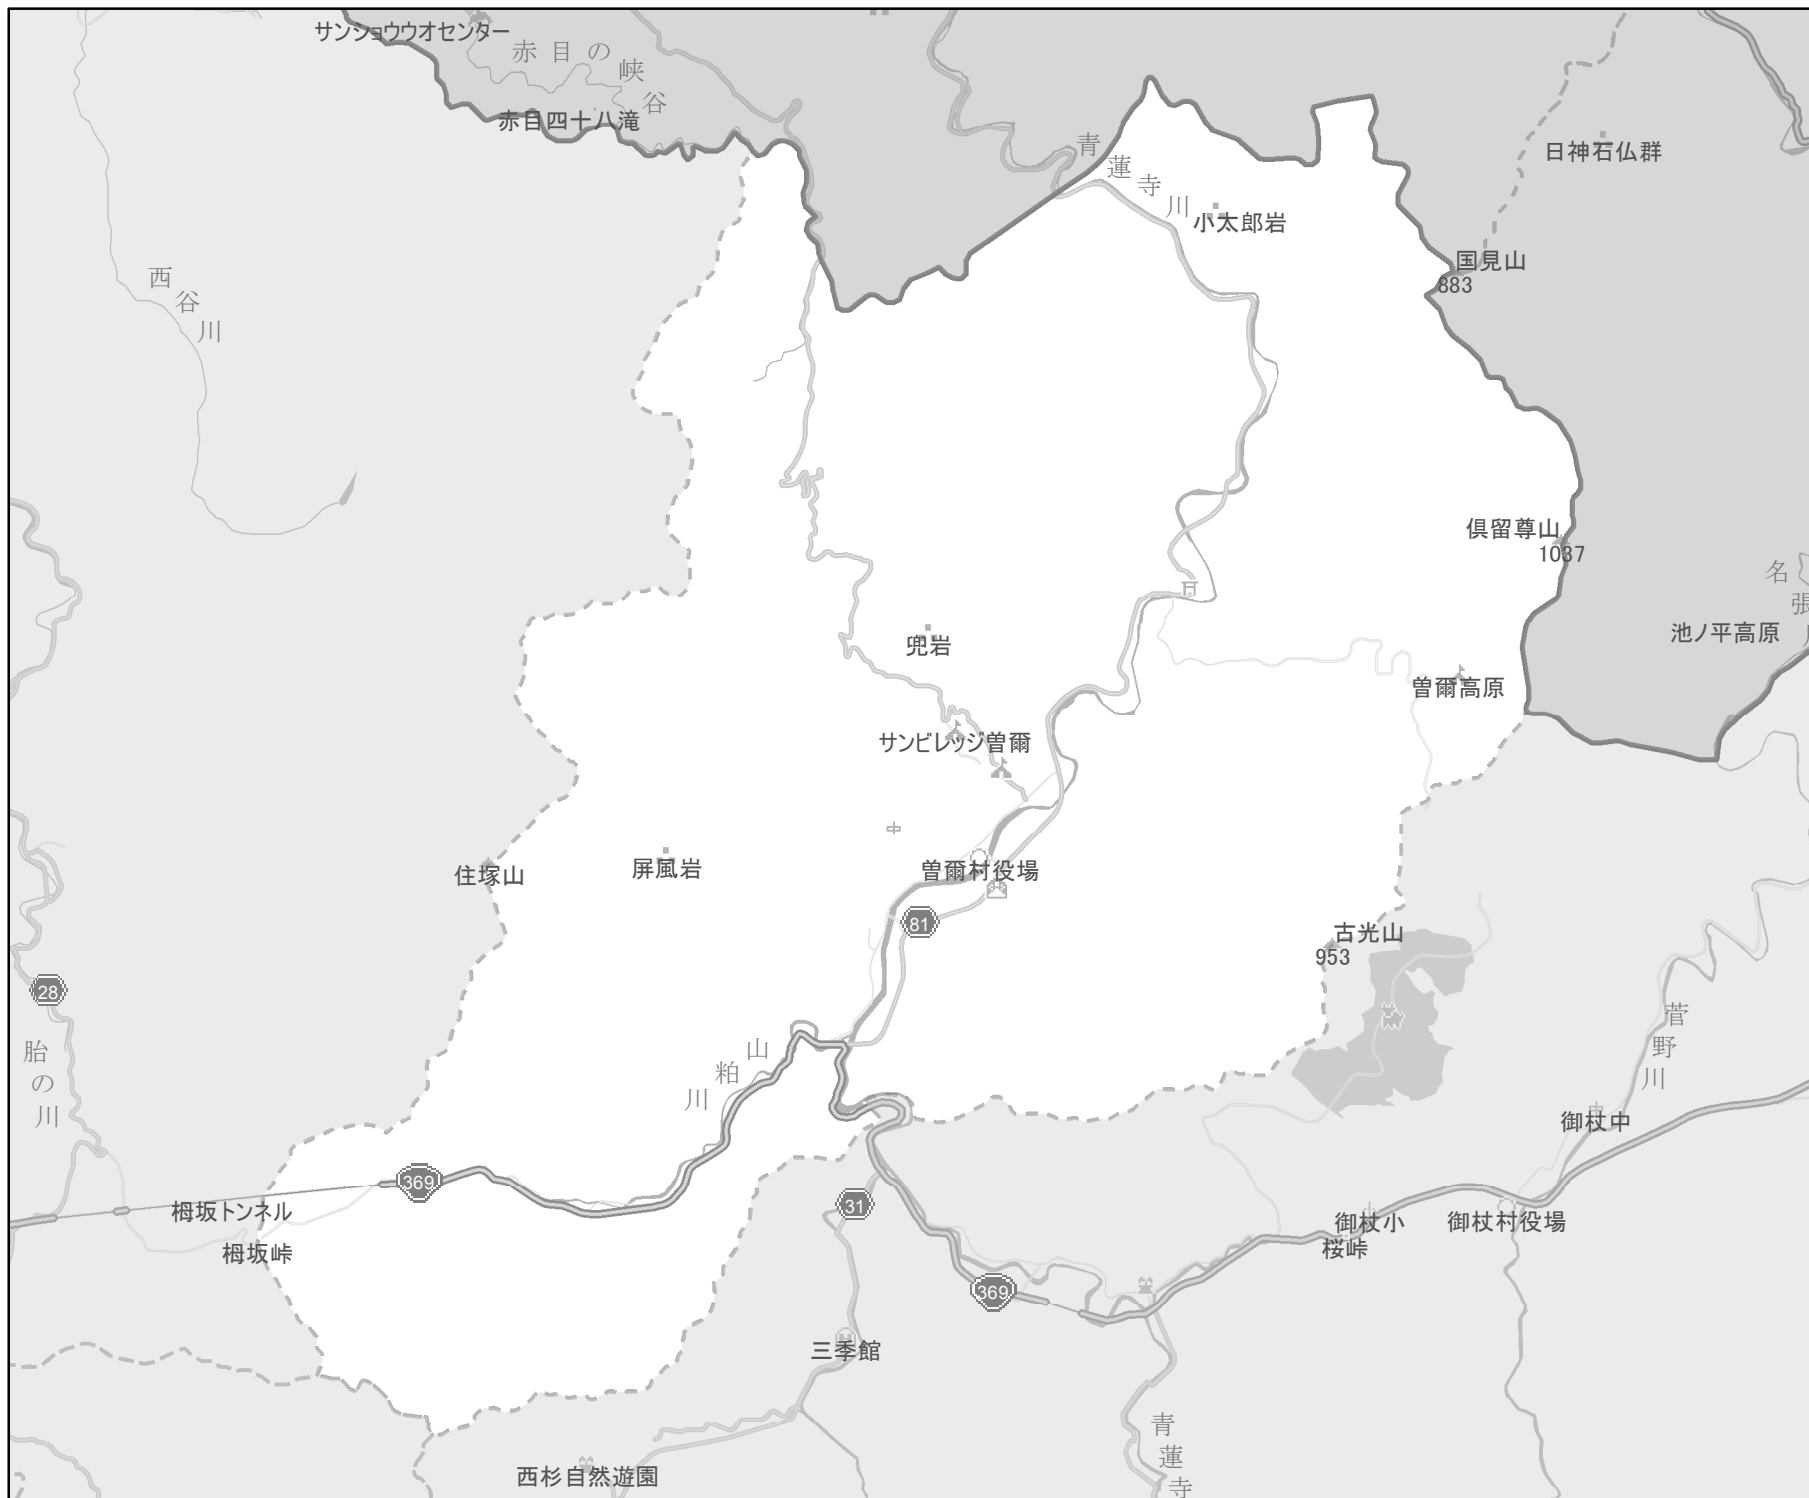 サンショウウオセンター
赤目の峡谷
赤目四十八滝
青蓮寺川
小太郎岩
日神石仏群
国見山
883
西谷川
倶留尊山
1037
名張川
池ノ平高原
兜岩
曽爾高原
サンビレッジ曽爾
住塚山
屏風岩
曽爾村役場
81
古光山
953
28
胎の川
山粕川
菅野川
御杖中
369
31
栂坂トンネル
栂坂峠
御杖小
桜峠
御杖村役場
369
三季館
青蓮寺
西杉自然遊園